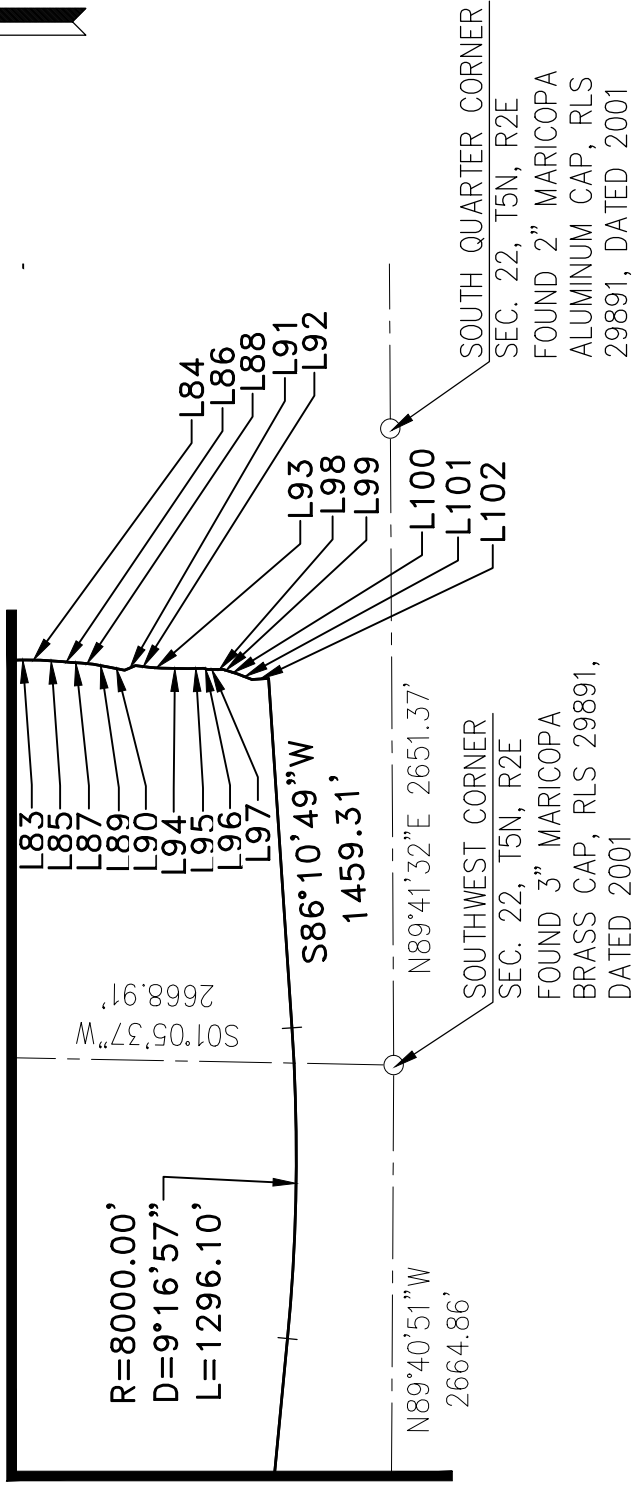 L84
L86
L88
L91
L92
L93
L98
L99
L100
L101
L102
L83
L85
L87
L89
L90
L94
L95
L96
L97
S86°10'49"W
1459.31'
S01°05'37"W
2668.91'
R=8000.00'
D=9°16'57"
L=1296.10'
N89°41'32"E 2651.37'
N89°40'51"W
2664.86'
SOUTH QUARTER CORNER
SEC. 22, T5N, R2E
FOUND 2" MARICOPA
ALUMINUM CAP, RLS
29891, DATED 2001
SOUTHWEST CORNER
SEC. 22, T5N, R2E
FOUND 3" MARICOPA
BRASS CAP, RLS 29891,
DATED 2001